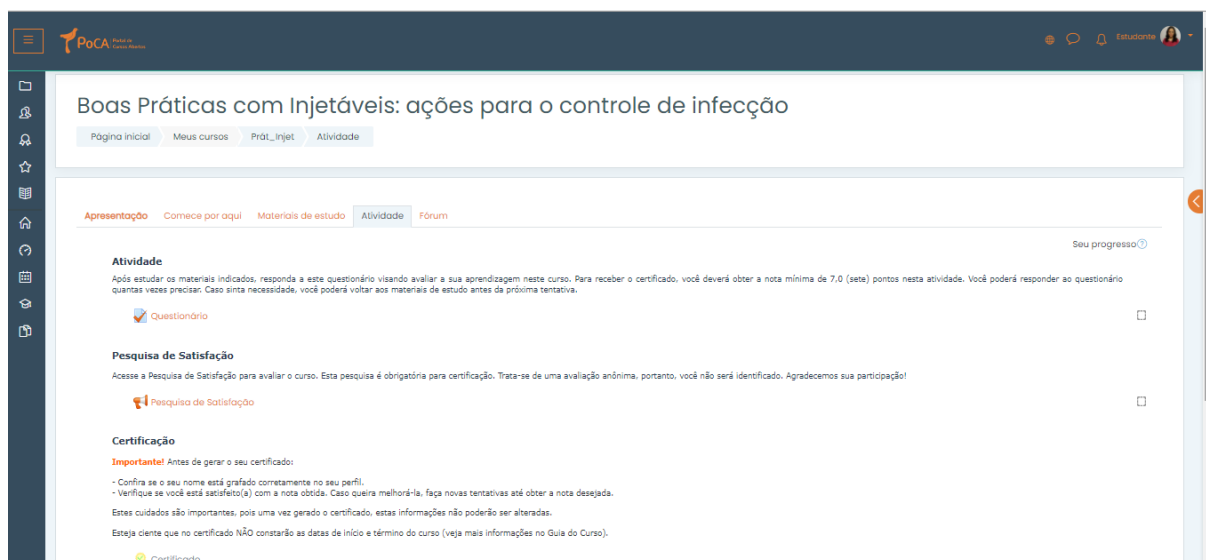 PoCA Portal de Cursos Abertos
Estudante
Boas Práticas com Injetáveis: ações para o controle de infecção
Página inicial Meus cursos Prát_Injet Atividade
Apresentação Comece por aqui Materiais de estudo Atividade Fórum
Seu progresso
Atividade
Após estudar os materiais indicados, responda a este questionário visando avaliar a sua aprendizagem neste curso. Para receber o certificado, você deverá obter a nota mínima de 7,0 (sete) pontos nesta atividade. Você poderá responder ao questionário
quantas vezes precisar. Caso sinta necessidade, você poderá voltar aos materiais de estudo antes da próxima tentativa.
Questionário
Pesquisa de Satisfação
Acesse a Pesquisa de Satisfação para avaliar o curso. Esta pesquisa é obrigatória para certificação. Trata-se de uma avaliação anônima, portanto, você não será identificado. Agradecemos sua participação!
Pesquisa de Satisfação
Certificação
Importante! Antes de gerar o seu certificado:
- Confira se o seu nome está grafado corretamente no seu perfil.
- Verifique se você está satisfeito(a) com a nota obtida. Caso queira melhorá-la, faça novas tentativas até obter a nota desejada.
Estes cuidados são importantes, pois uma vez gerado o certificado, estas informações não poderão ser alteradas.
Esteja ciente que no certificado NÃO constarão as datas de início e término do curso (veja mais informações no Guia do Curso).
Certificado